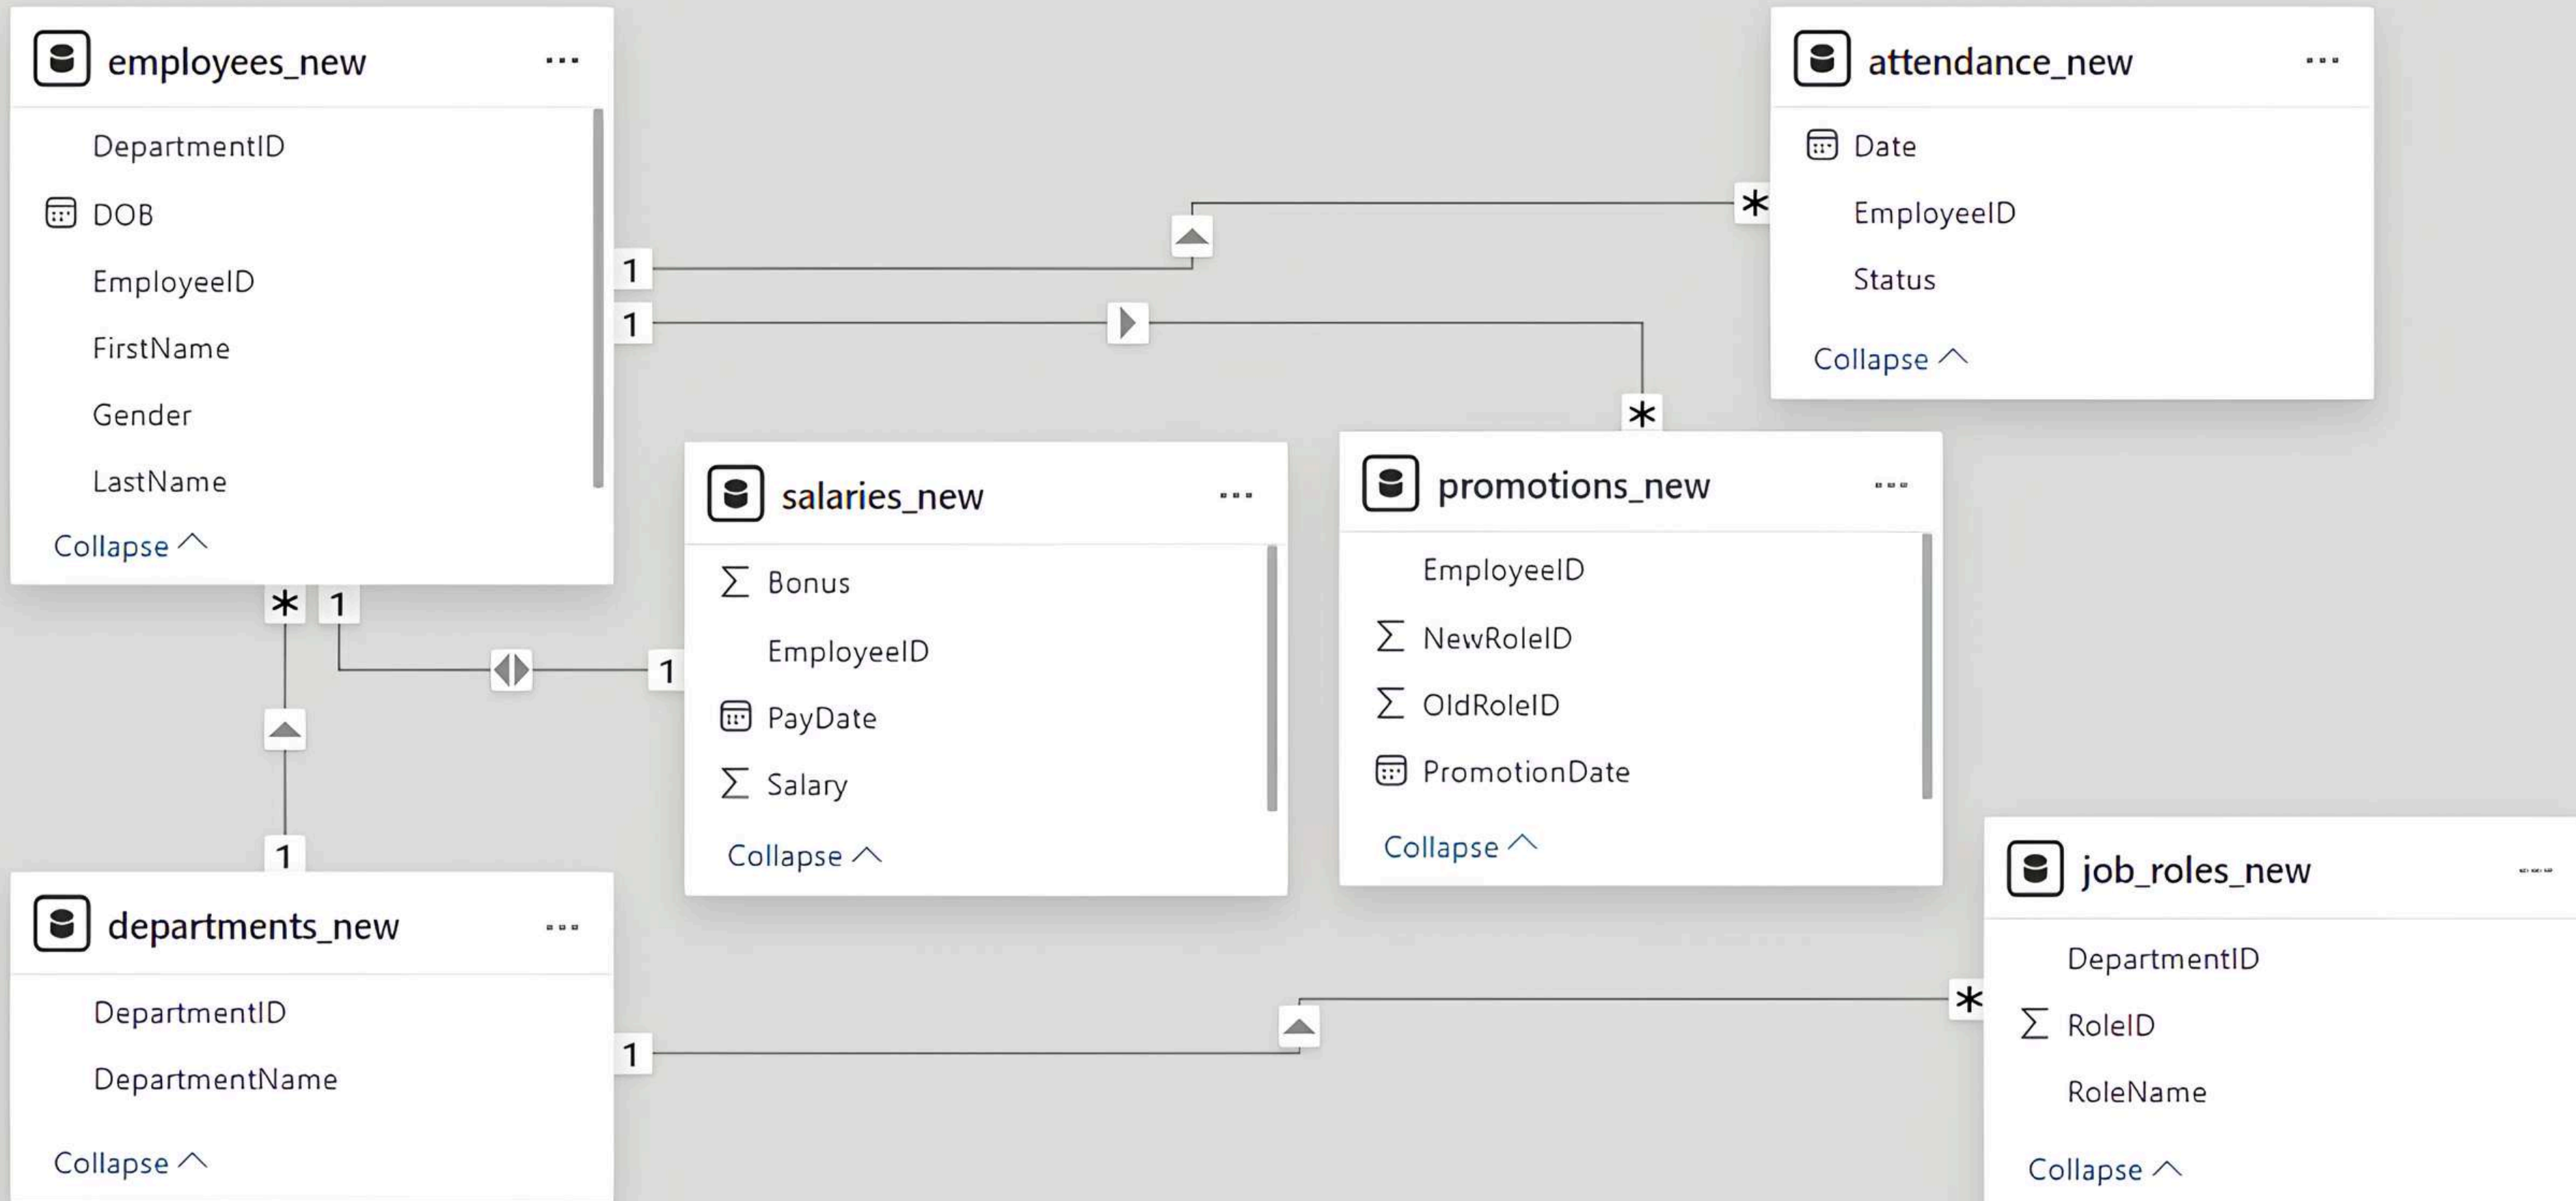 employees_new
DepartmentID
DOB
EmployeeID
FirstName
Gender
LastName
Collapse
attendance_new
Date
EmployeeID
Status
Collapse
1
*
1
*
salaries_new
Bonus
EmployeeID
PayDate
Salary
Collapse
promotions_new
EmployeeID
NewRoleID
OldRoleID
PromotionDate
Collapse
* 1
1
1
departments_new
DepartmentID
DepartmentName
Collapse
1
*
job_roles_new
DepartmentID
RoleID
RoleName
Collapse